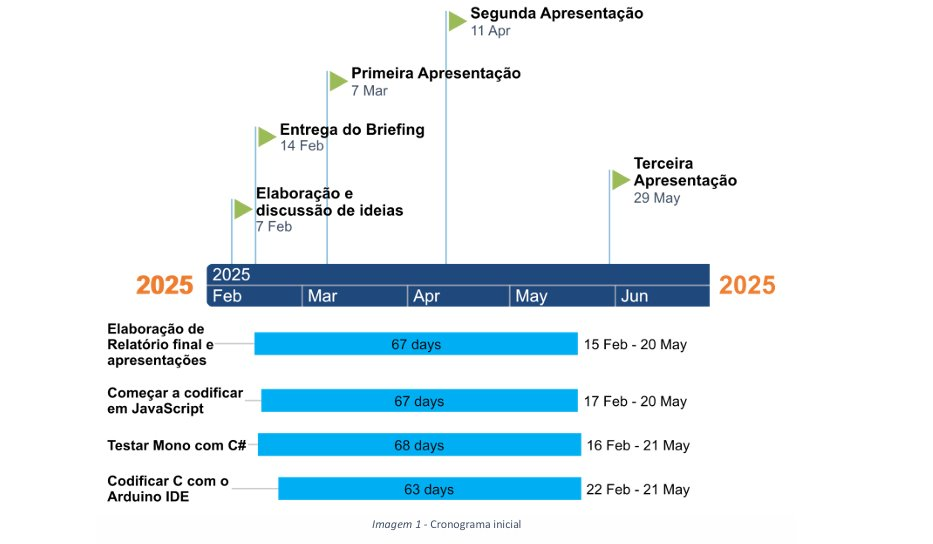 Segunda Apresentação
11 Apr
Primeira Apresentação
7 Mar
Entrega do Briefing
14 Feb
Terceira
Apresentação
29 May
Elaboração e
discussão de ideias
7 Feb
2025
2025
2025
Feb Mar Apr May Jun
Elaboração de
Relatório final e
apresentações
67 days
15 Feb - 20 May
Começar a codificar
em JavaScript
67 days
17 Feb - 20 May
Testar Mono com C#
68 days
16 Feb - 21 May
Codificar C com o
Arduino IDE
63 days
22 Feb - 21 May
Imagem 1 - Cronograma inicial